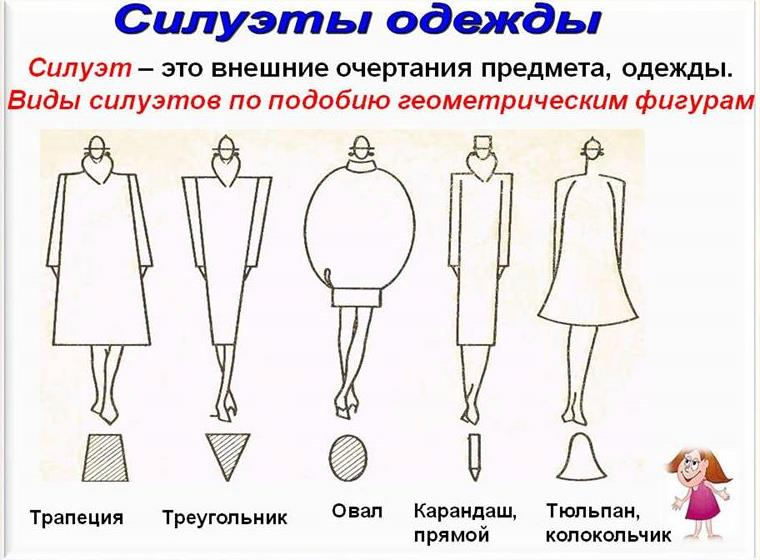 Силуэты одежды
Силуэт – это внешние очертания предмета, одежды.
Виды силуэтов по подобию геометрическим фигурам
Трапеция
Треугольник
Овал
Карандаш,
прямой
Тюльпан,
колокольчик